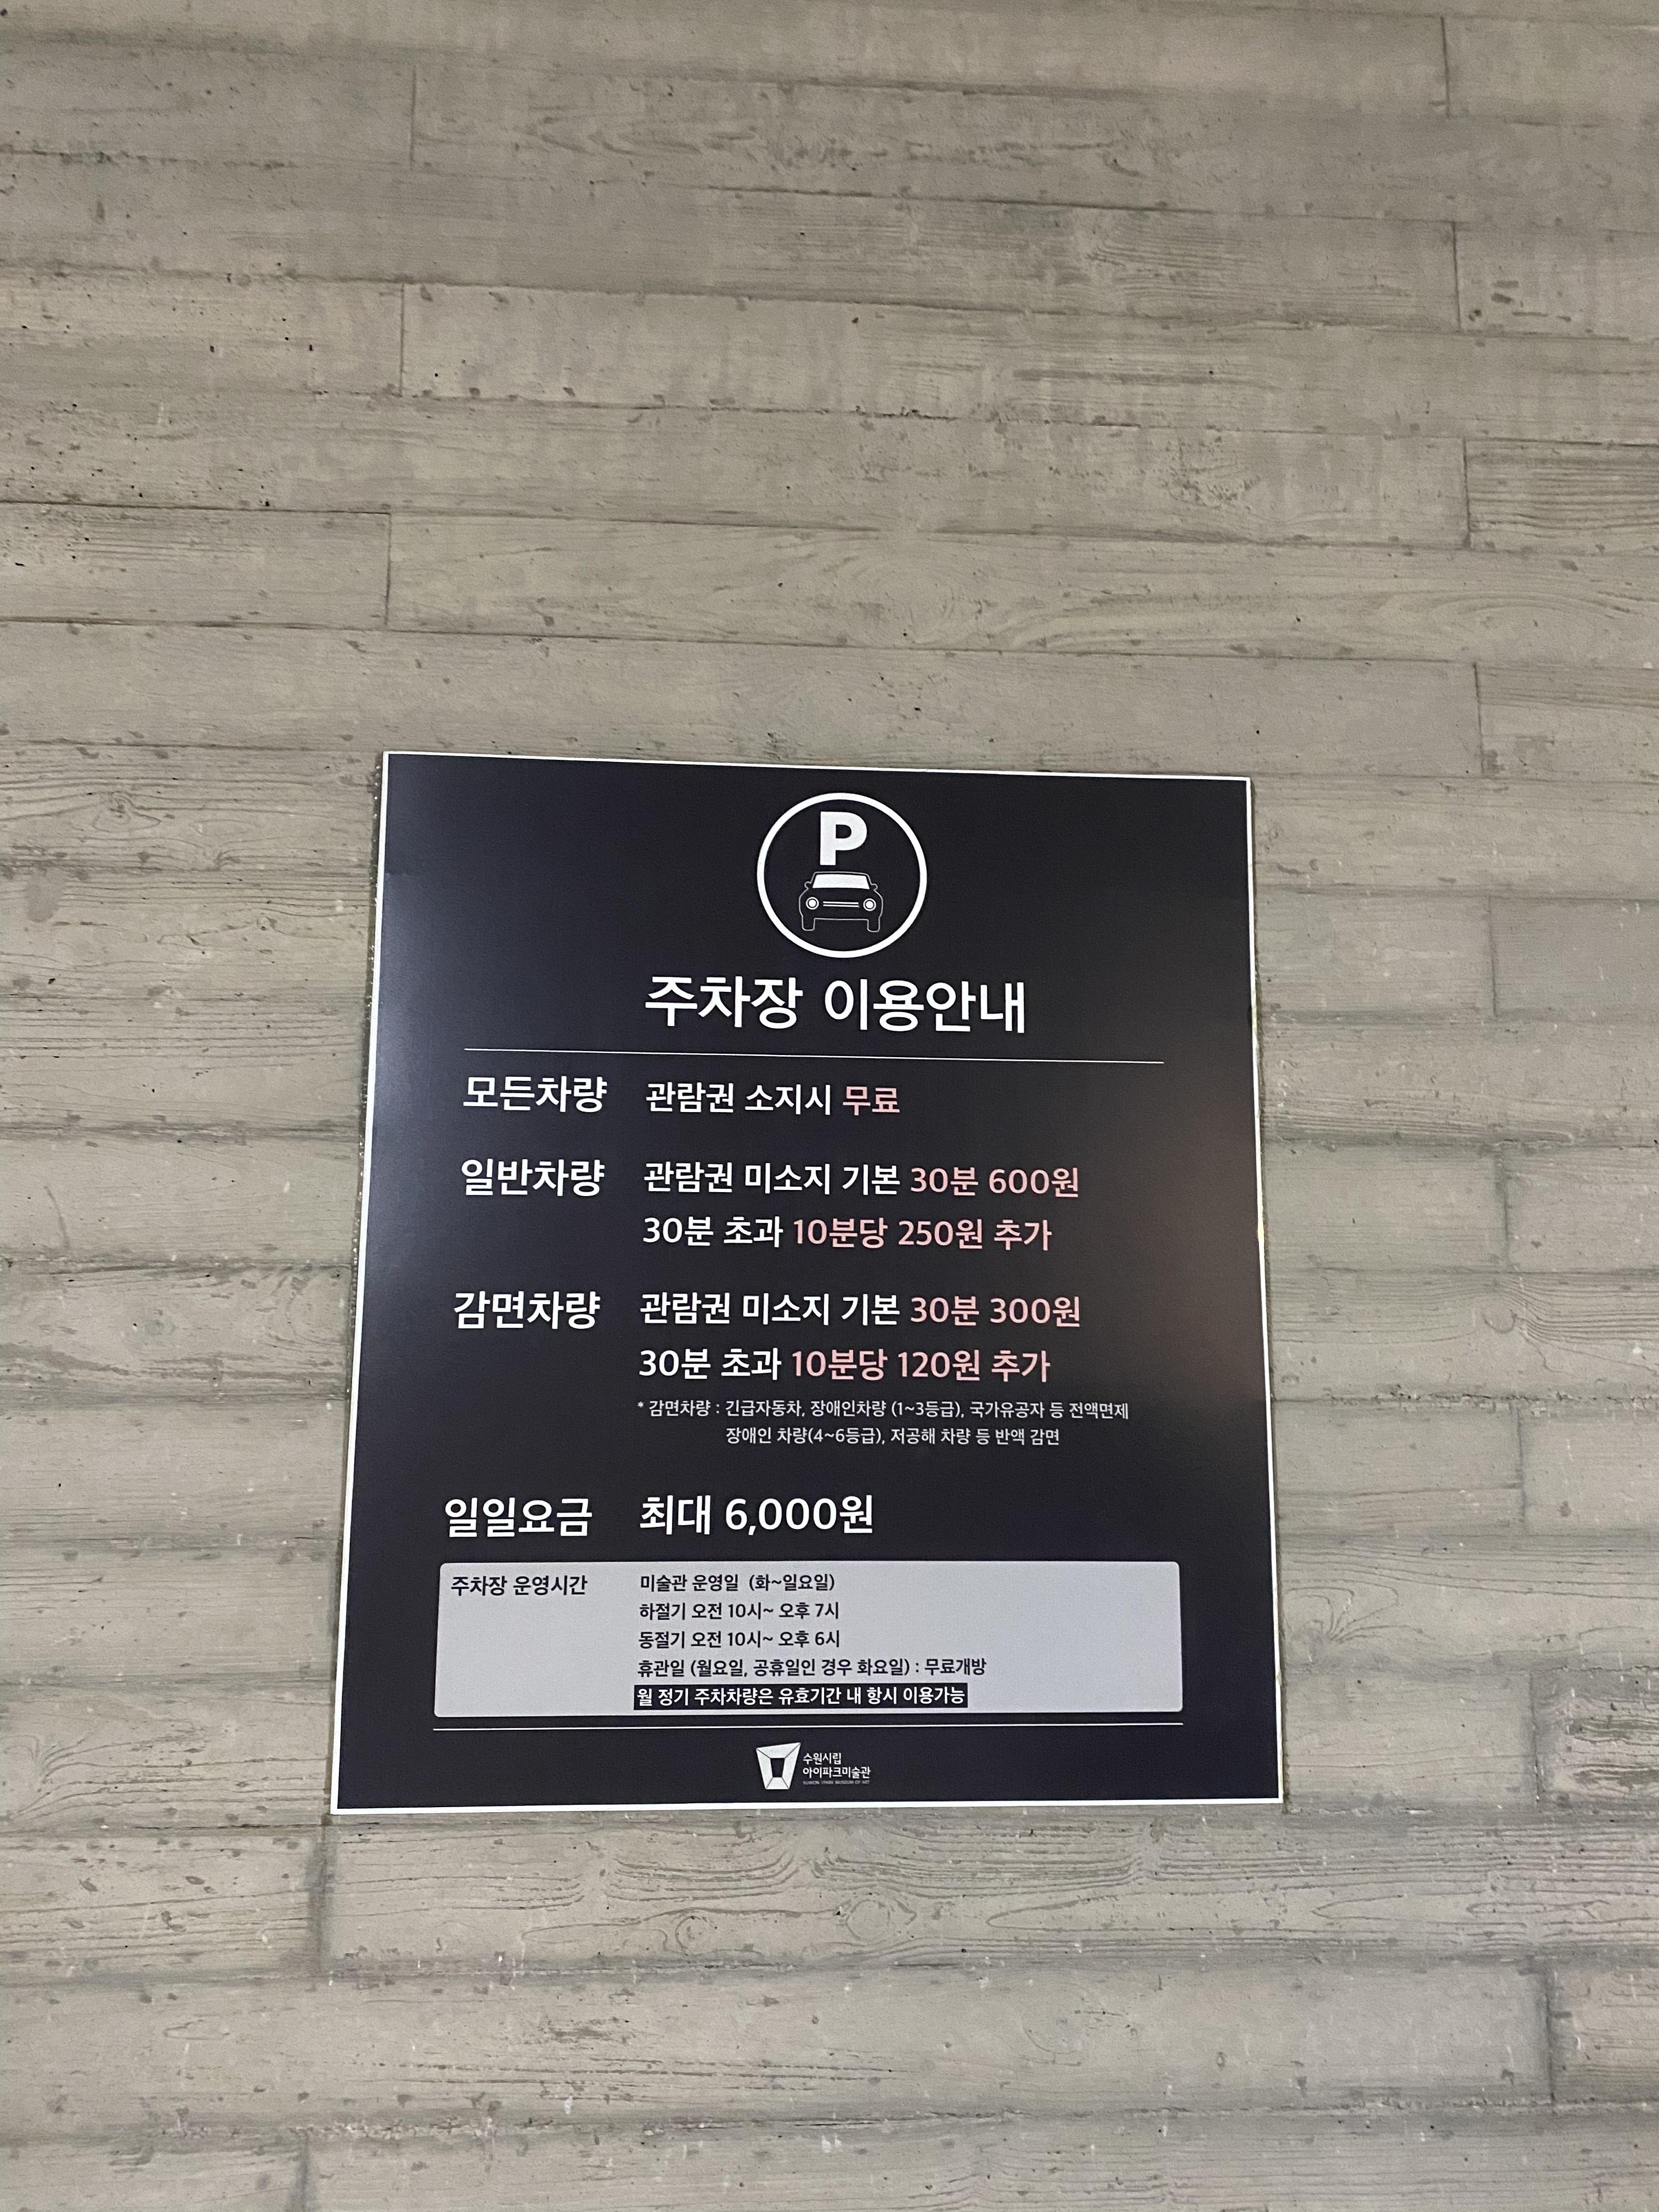 P
주차장 이용안내
모든차량 관람권 소지시 무료
일반차량 관람권 미소지 기본 30분 600원
30분 초과 10분당 250원 추가
감면차량 관람권 미소지 기본 30분 300원
30분 초과 10분당 120원 추가
* 감면차량 : 긴급자동차, 장애인차량 (1~3등급), 국가유공자 등 전액면제
장애인 차량(4~6등급), 저공해 차량 등 반액 감면
일일요금 최대 6,000원
주차장 운영시간 미술관 운영일 (화~일요일)
하절기 오전 10시~ 오후 7시
동절기 오전 10시~ 오후 6시
휴관일 (월요일, 공휴일인 경우 화요일) : 무료개방
월 정기 주차차량은 유효기간 내 항시 이용가능
수원시립
아이파크미술관
SUWON IPARK MUSEUM OF ART